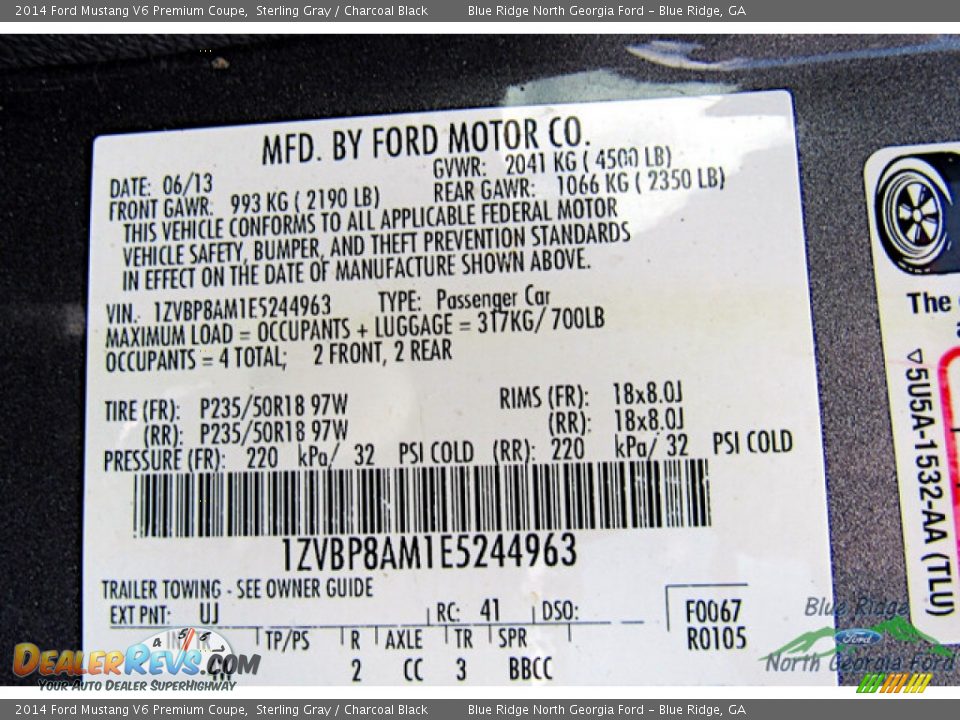 2014 Ford Mustang V6 Premium Coupe,  Sterling Gray / Charcoal Black        Blue Ridge North Georgia Ford - Blue Ridge, GA
MFD. BY FORD MOTOR CO.
DATE: 06/13 GVWR: 2041 KG ( 4500 LB)
FRONT GAWR: 993 KG ( 2190 LB) REAR GAWR: 1066 KG ( 2350 LB)
THIS VEHICLE CONFORMS TO ALL APPLICABLE FEDERAL MOTOR
VEHICLE SAFETY, BUMPER, AND THEFT PREVENTION STANDARDS
IN EFFECT ON THE DATE OF MANUFACTURE SHOWN ABOVE.
VIN. 1ZVBP8AM1E5244963 TYPE: Passenger Car
MAXIMUM LOAD = OCCUPANTS + LUGGAGE = 317KG/ 700LB
OCCUPANTS = 4 TOTAL; 2 FRONT, 2 REAR
TIRE (FR): P235/50R18 97W RIMS (FR): 18x8.0J
(RR): P235/50R18 97W (RR): 18x8.0J
PRESSURE (FR): 220 kPa/ 32 PSI COLD (RR): 220 kPa/ 32 PSI COLD
1ZVBP8AM1E5244963
TRAILER TOWING - SEE OWNER GUIDE
EXT PNT: UJ RC: 41 DSO: F0067
R0105
TP/PS R AXLE TR SPR
2 CC 3 BBCC
The
5U5A-1532-AA (TLU)
DEALERREVS.COM
YOUR AUTO DEALER SUPERHIGHWAY
Blue Ridge
Ford
North Georgia Ford
2014 Ford Mustang V6 Premium Coupe,  Sterling Gray / Charcoal Black        Blue Ridge North Georgia Ford - Blue Ridge, GA